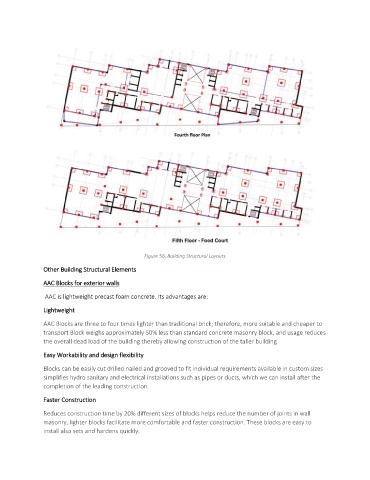 Fourth Floor Plan
Fifth Floor - Food Court
Figure 56: Building Structural Layouts
Other Building Structural Elements
AAC Blocks for exterior walls
AAC is lightweight precast foam concrete. Its advantages are:
Lightweight
AAC Blocks are three to four times lighter than traditional brick; therefore, more suitable and cheaper to
transport Block weighs approximately 50% less than standard concrete masonry block, and usage reduces
the overall dead load of the building thereby allowing construction of the taller building.
Easy Workability and design flexibility
Blocks can be easily cut drilled nailed and grooved to fit individual requirements available in custom sizes
simplifies hydro sanitary and electrical installations such as pipes or ducts, which we can install after the
completion of the leading construction.
Faster Construction
Reduces construction time by 20% different sizes of blocks helps reduce the number of joints in wall
masonry, lighter blocks facilitate more comfortable and faster construction. These blocks are easy to
install also sets and hardens quickly.